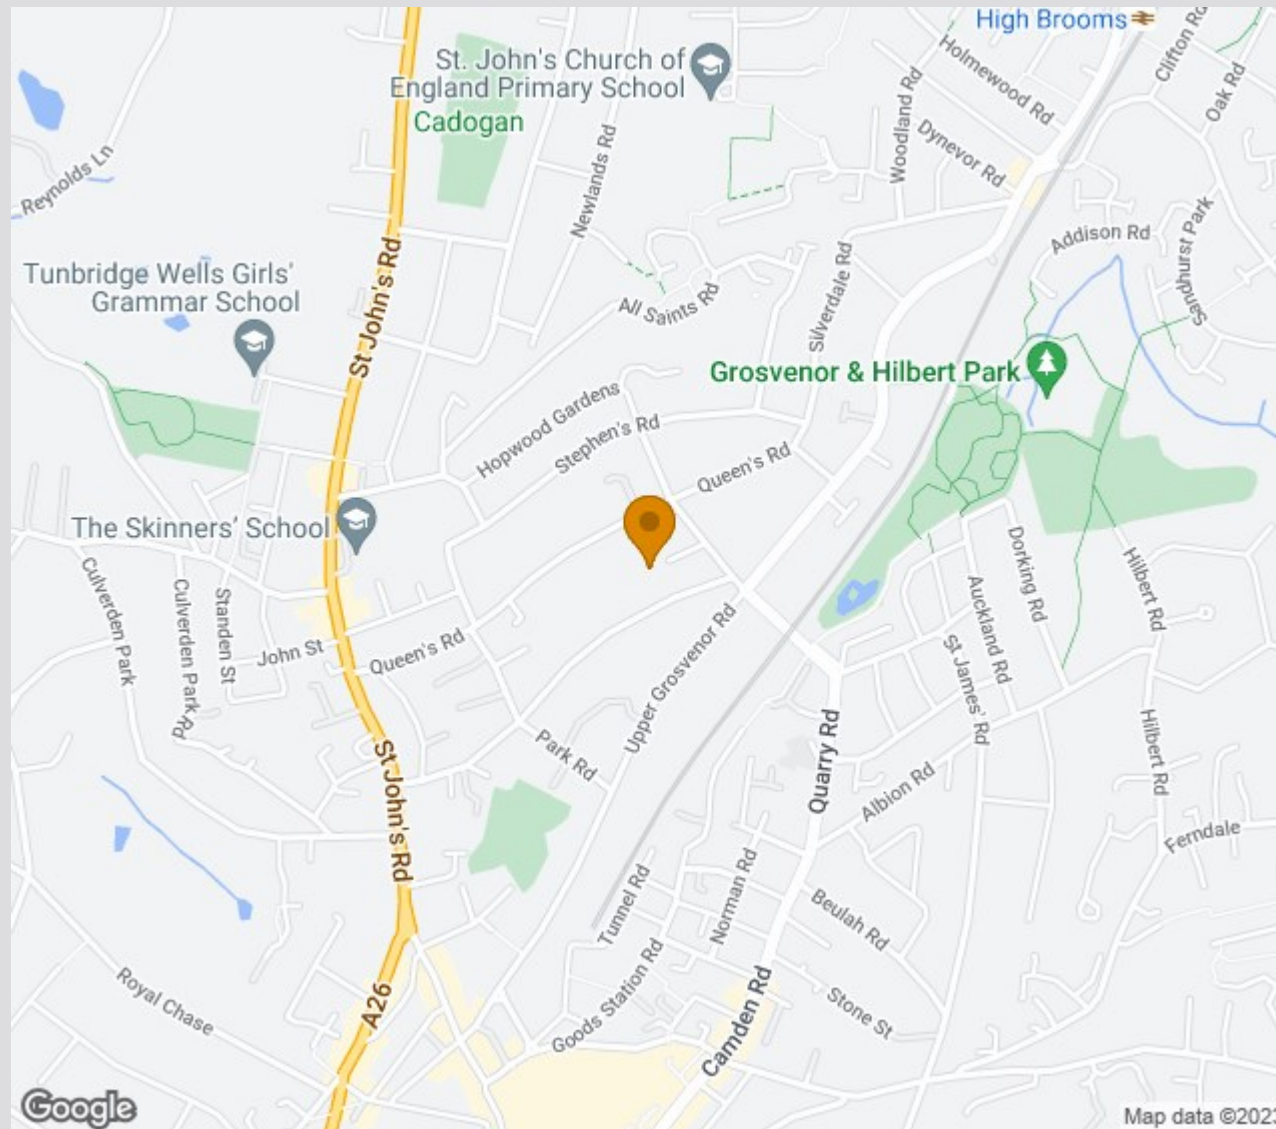 High Brooms
Clifton Rd
Holmewood Rd
St. John's Church of
England Primary School
Cadogan
Oak Rd
Woodland Rd
Dynevor Rd
Reynolds Ln
Newlands Rd
Addison Rd
Sandhurst Park
Tunbridge Wells Girls'
Grammar School
St John's Rd
All Saints Rd
Silverdale Rd
Grosvenor & Hilbert Park
Hopwood Gardens
Stephen's Rd
Queen's Rd
The Skinners' School
Culverden Park
Culverden Park Rd
Standen St
John St
Queen's Rd
Dorking Rd
Auckland Rd
Hilbert Rd
St James' Rd
Upper Grosvenor Rd
Park Rd
Quarry Rd
Hilbert Rd
St John's Rd
Albion Rd
Ferndale
Tunnel Rd
Norman Rd
Beulah Rd
Royal Chase
A26
Goods Station Rd
Camden Rd
Stone St
Google
Map data ©2023